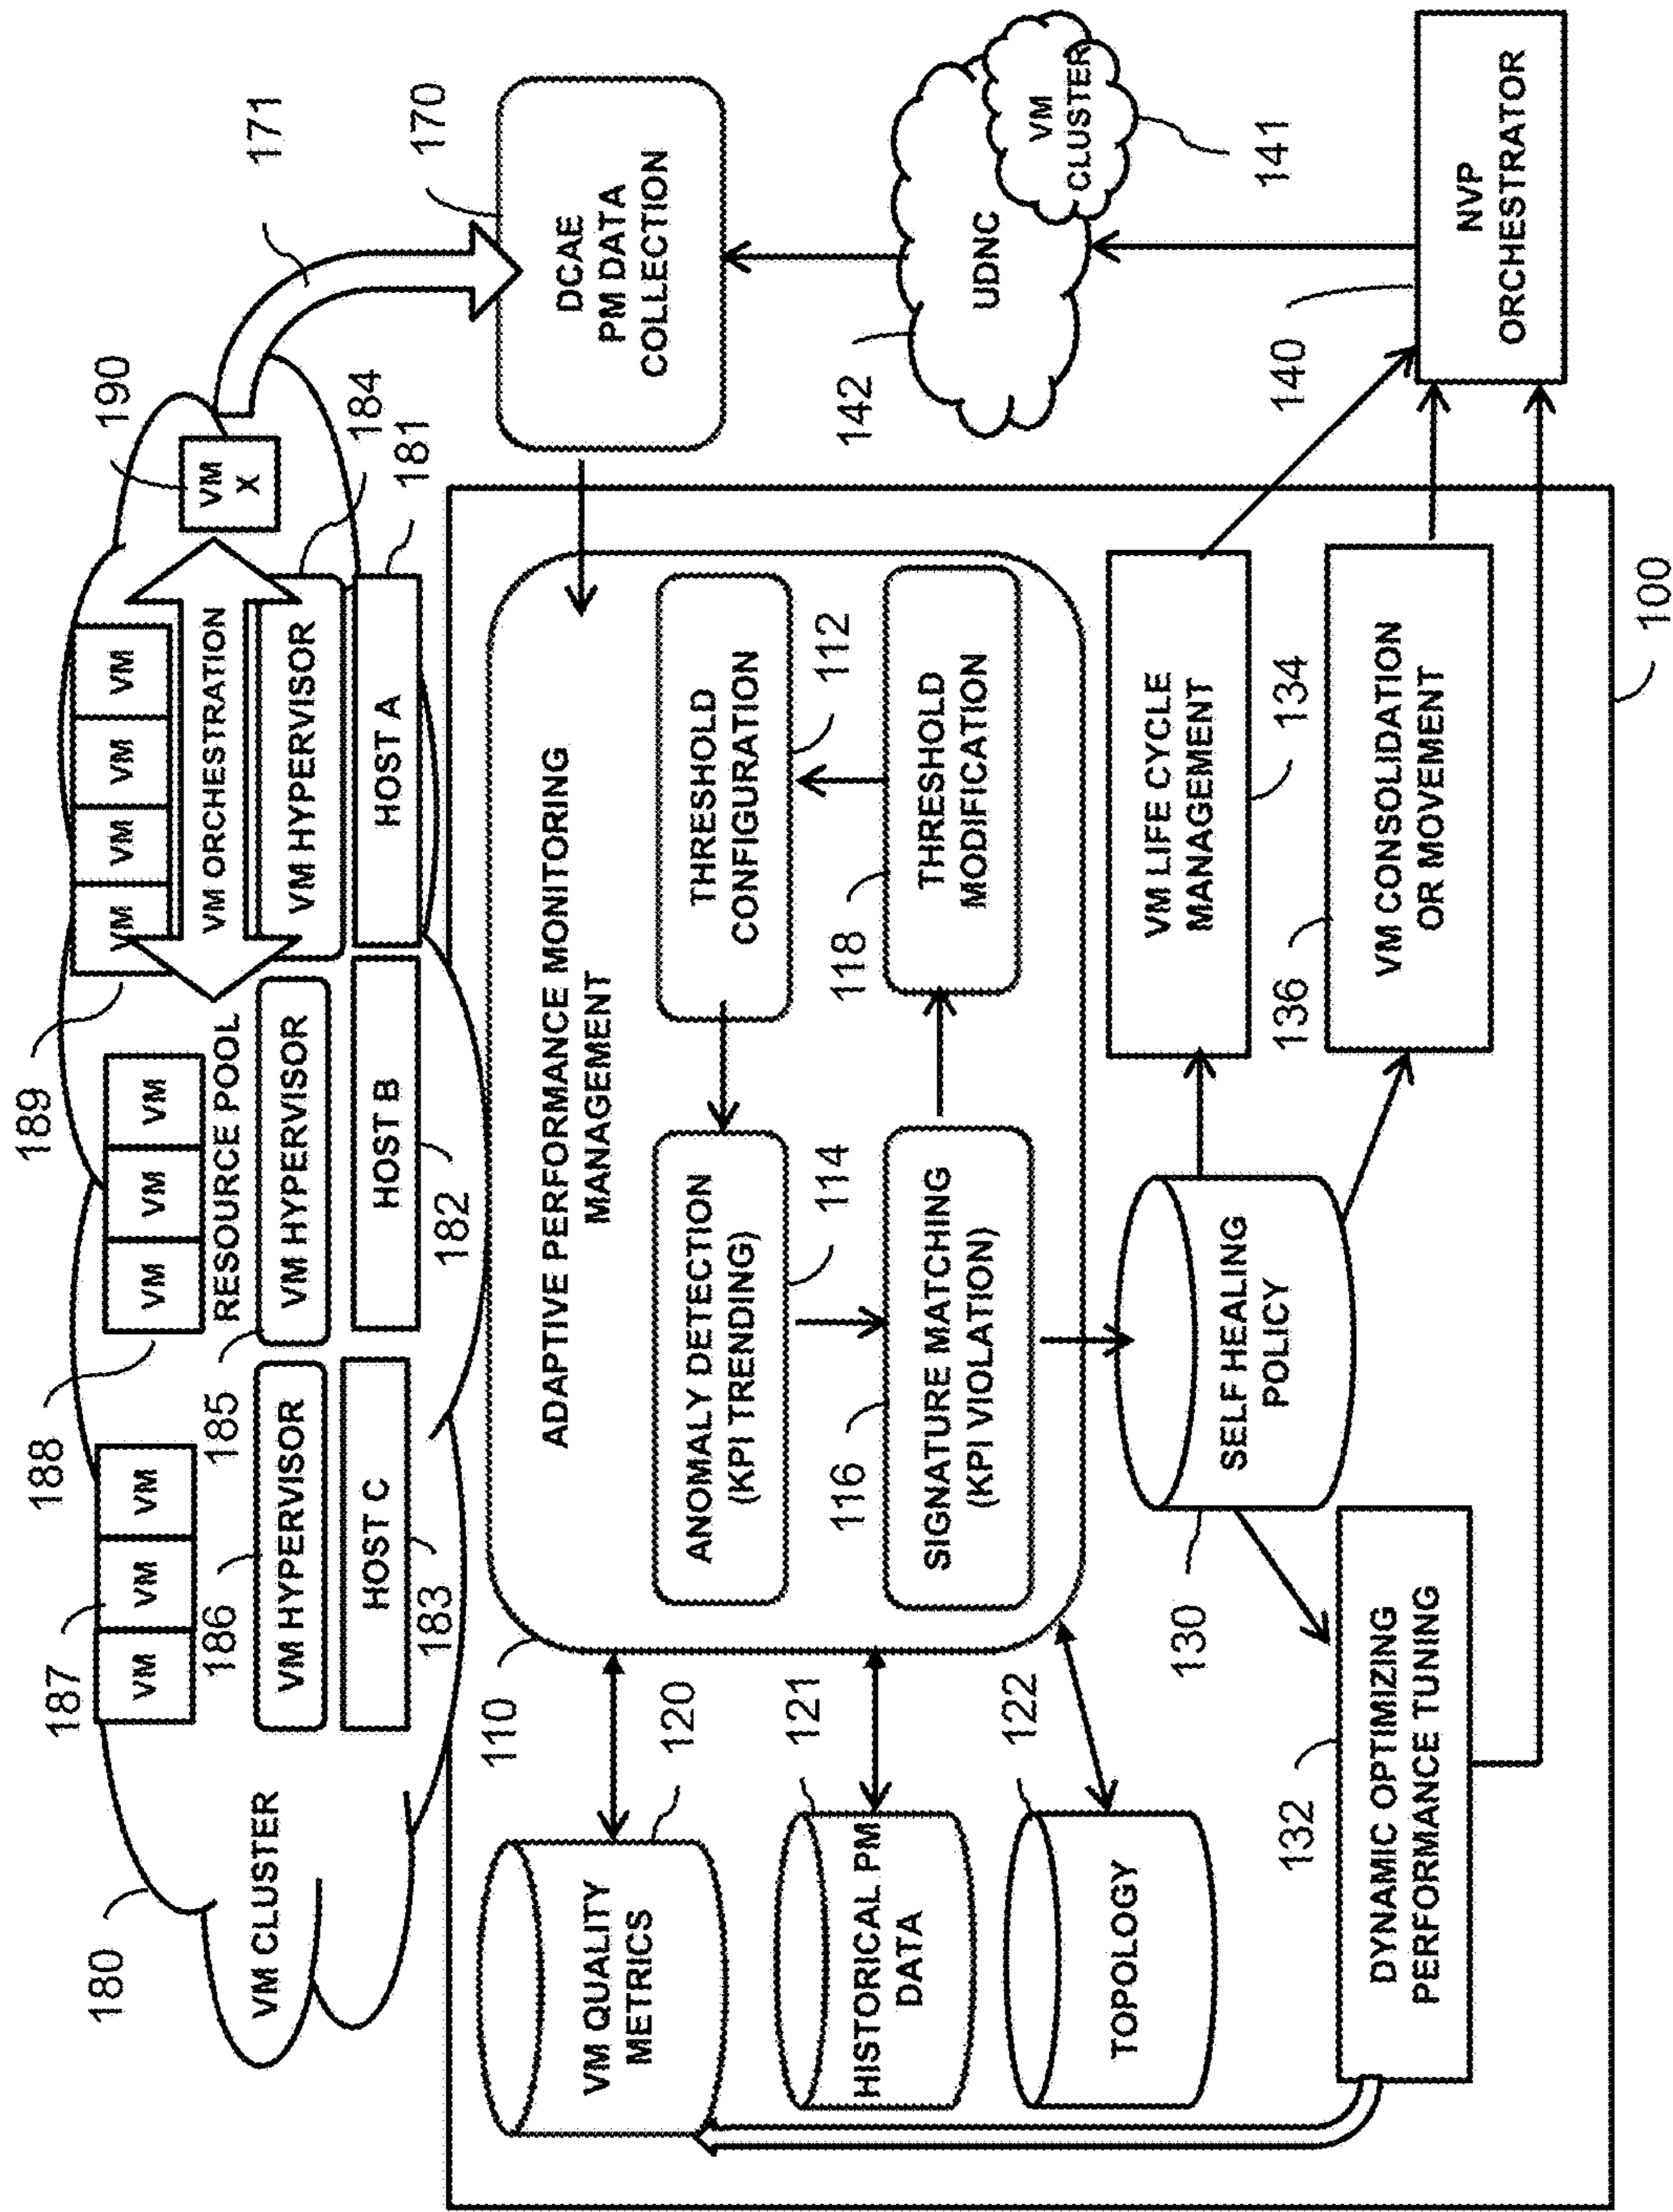 180
VM CLUSTER
187
VM
VM
VM
186
VM HYPERVISOR
HOST C
183
188
VM
VM
VM
RESOURCE POOL
185
VM HYPERVISOR
HOST B
182
189
VM
VM
VM
VM
VM ORCHESTRATION
VM HYPERVISOR
HOST A
190
VM
X
184
181
171
170
DCAE
PM DATA
COLLECTION
110
ADAPTIVE PERFORMANCE MONITORING
MANAGEMENT
ANOMALY DETECTION
(KPI TRENDING)
114
THRESHOLD
CONFIGURATION
112
116
SIGNATURE MATCHING
(KPI VIOLATION)
118
THRESHOLD
MODIFICATION
VM QUALITY
METRICS
120
HISTORICAL PM
DATA
121
TOPOLOGY
122
142
UDNC
VM
CLUSTER
141
130
SELF HEALING
POLICY
VM LIFE CYCLE
MANAGEMENT
134
136
VM CONSOLIDATION
OR MOVEMENT
132
DYNAMIC OPTIMIZING
PERFORMANCE TUNING
140
NVP
ORCHESTRATOR
100